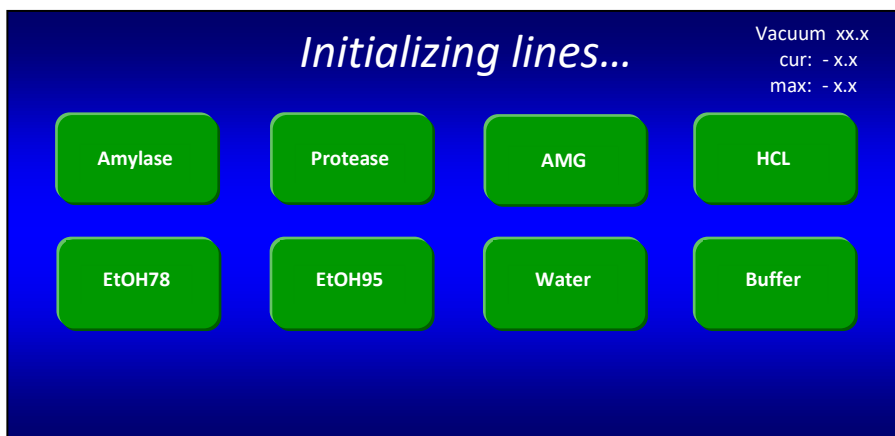 Initializing lines…
Vacuum xx.x
cur: - x.x
max: - x.x
Amylase
Protease
AMG
HCL
EtOH78
EtOH95
Water
Buffer